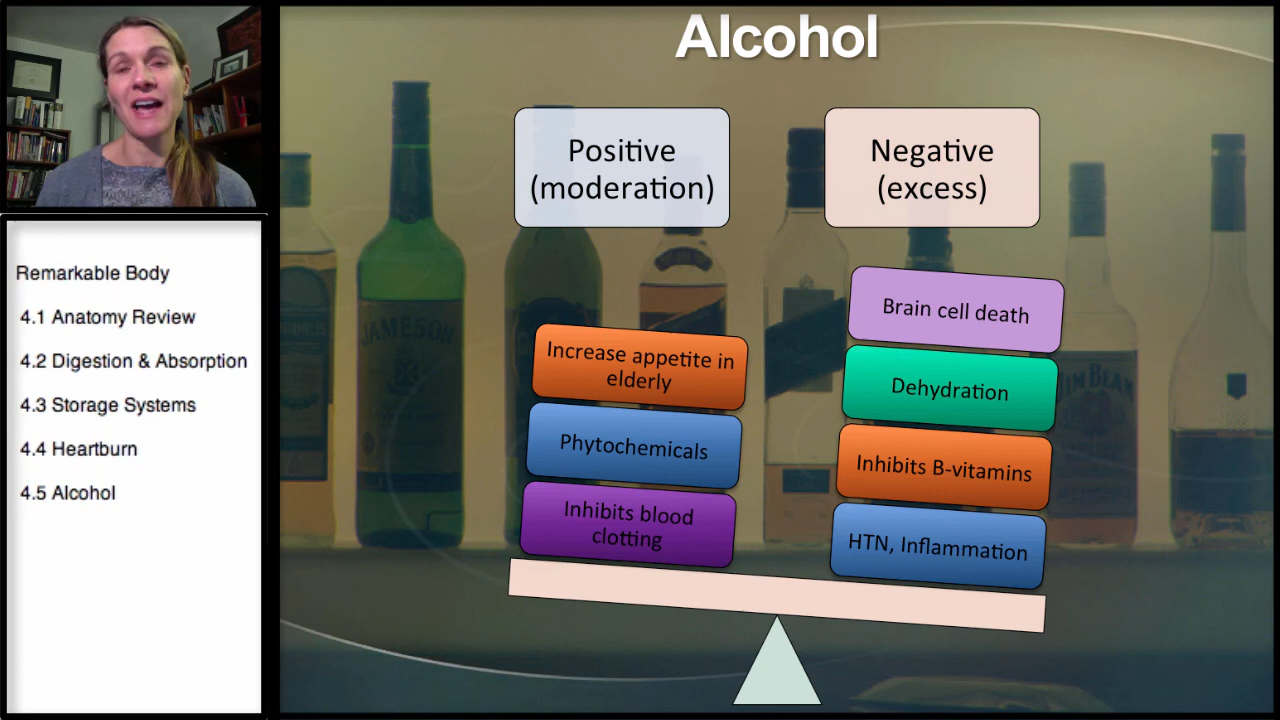 Alcohol
Remarkable Body
4.1 Anatomy Review
4.2 Digestion & Absorption
4.3 Storage Systems
4.4 Heartburn
4.5 Alcohol
Positive
(moderation)
Increase appetite in
elderly
Phytochemicals
Inhibits blood
clotting
Negative
(excess)
Brain cell death
Dehydration
Inhibits B-vitamins
HTN, Inflammation
JAMESON
JIM BEAM